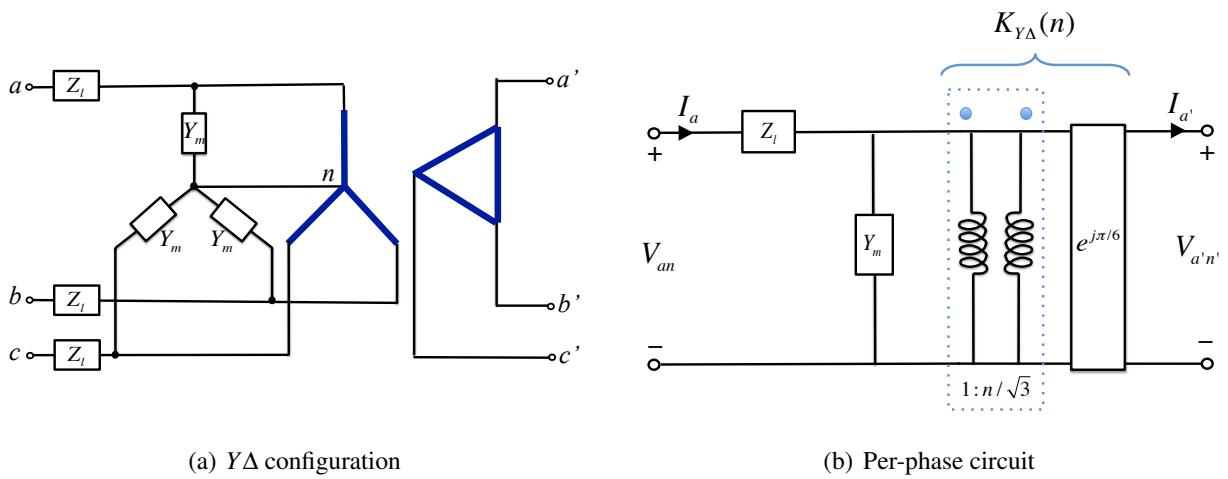 K_{YΔ}(n)
a
Z_l
a'
Y_m
n
Y_m
Y_m
b
Z_l
b'
c
Z_l
c'
I_a
Z_l
I_{a'}
+
+
V_{an}
Y_m
e^{jπ/6}
V_{a'n'}
−
−
1:n/√3
(a) YΔ configuration
(b) Per-phase circuit